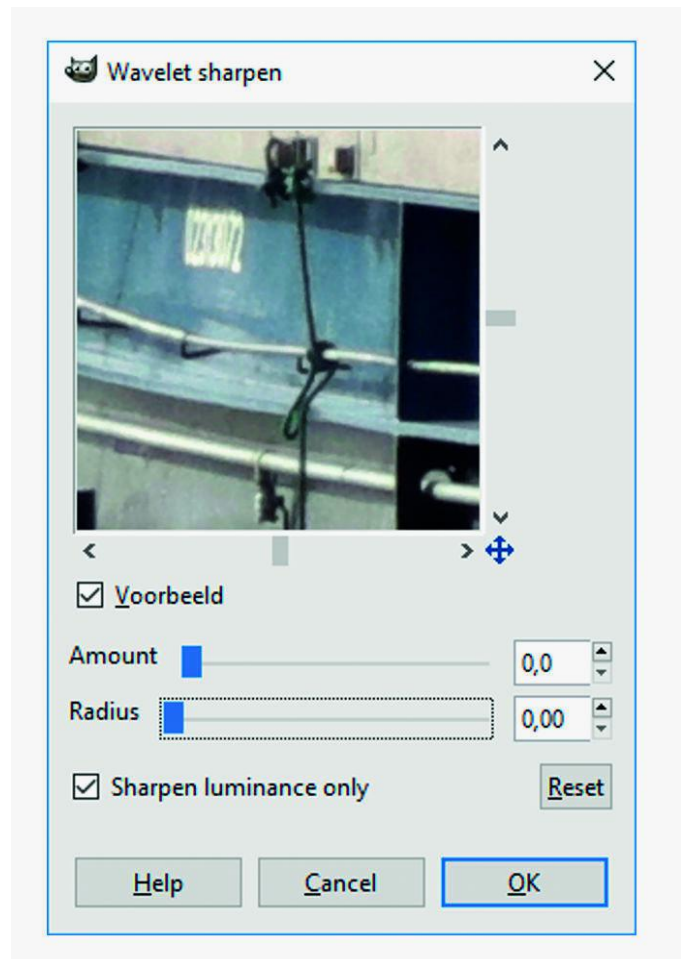 Wavelet sharpen
Voorbeeld
Amount 0,0
Radius 0,00
Sharpen luminance only Reset
Help Cancel OK